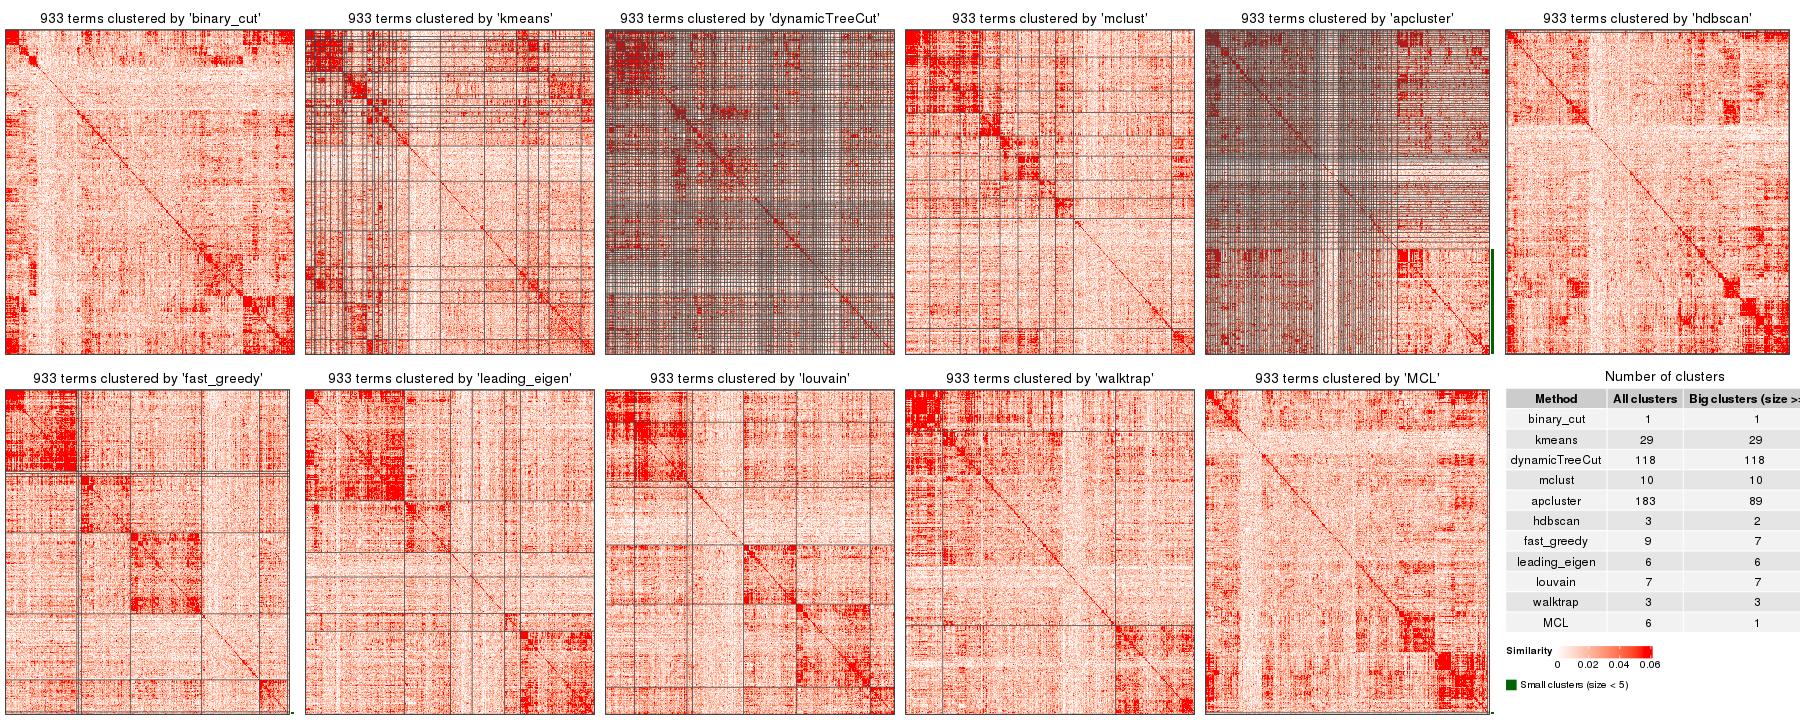 933 terms clustered by 'binary_cut'
933 terms clustered by 'kmeans'
933 terms clustered by 'dynamicTreeCut'
933 terms clustered by 'mclust'
933 terms clustered by 'apcluster'
933 terms clustered by 'hdbscan'
933 terms clustered by 'fast_greedy'
933 terms clustered by 'leading_eigen'
933 terms clustered by 'louvain'
933 terms clustered by 'walktrap'
933 terms clustered by 'MCL'
Number of clusters
Method All clusters Big clusters (size >=
binary_cut 1 1
kmeans 29 29
dynamicTreeCut 118 118
mclust 10 10
apcluster 183 89
hdbscan 3 2
fast_greedy 9 7
leading_eigen 6 6
louvain 7 7
walktrap 3 3
MCL 6 1
Similarity
0 0.02 0.04 0.06
Small clusters (size < 5)